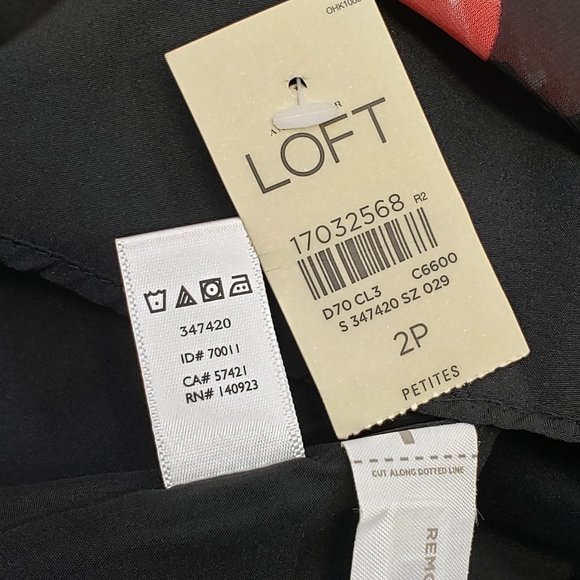 LOFT
17032568 R2
D70 CL3 C6600
S 347420 SZ 029
2P
PETITES
347420
ID# 70011
CA# 57421
RN# 140923
CUT ALONG DOTTED LINE